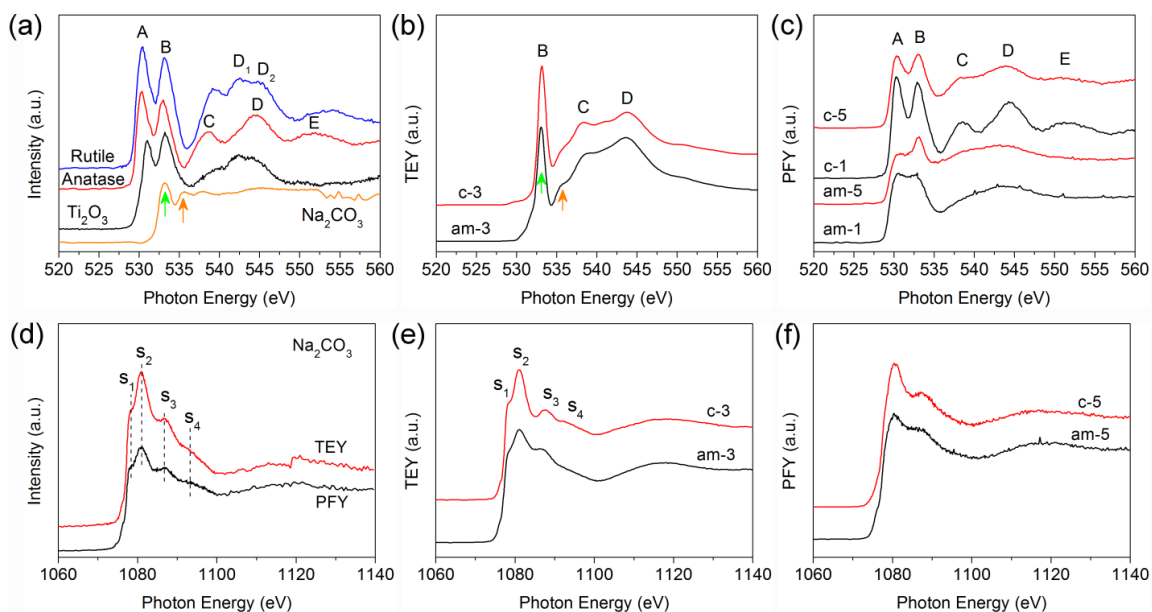 (a)
Intensity (a.u.)
A
B
D₁
D₂
C
D
E
Rutile
Anatase
Ti₂O₃
Na₂CO₃
520 525 530 535 540 545 550 555 560
Photon Energy (eV)
(b)
TEY (a.u.)
B
C
D
c-3
am-3
520 525 530 535 540 545 550 555 560
Photon Energy (eV)
(c)
PFY (a.u.)
A
B
C
D
E
c-5
c-1
am-5
am-1
520 525 530 535 540 545 550 555 560
Photon Energy (eV)
(d)
Intensity (a.u.)
Na₂CO₃
s₁
s₂
s₃
s₄
TEY
PFY
1060 1080 1100 1120 1140
Photon Energy (eV)
(e)
TEY (a.u.)
s₁
s₂
s₃
s₄
c-3
am-3
1060 1080 1100 1120 1140
Photon Energy (eV)
(f)
PFY (a.u.)
c-5
am-5
1060 1080 1100 1120 1140
Photon Energy (eV)